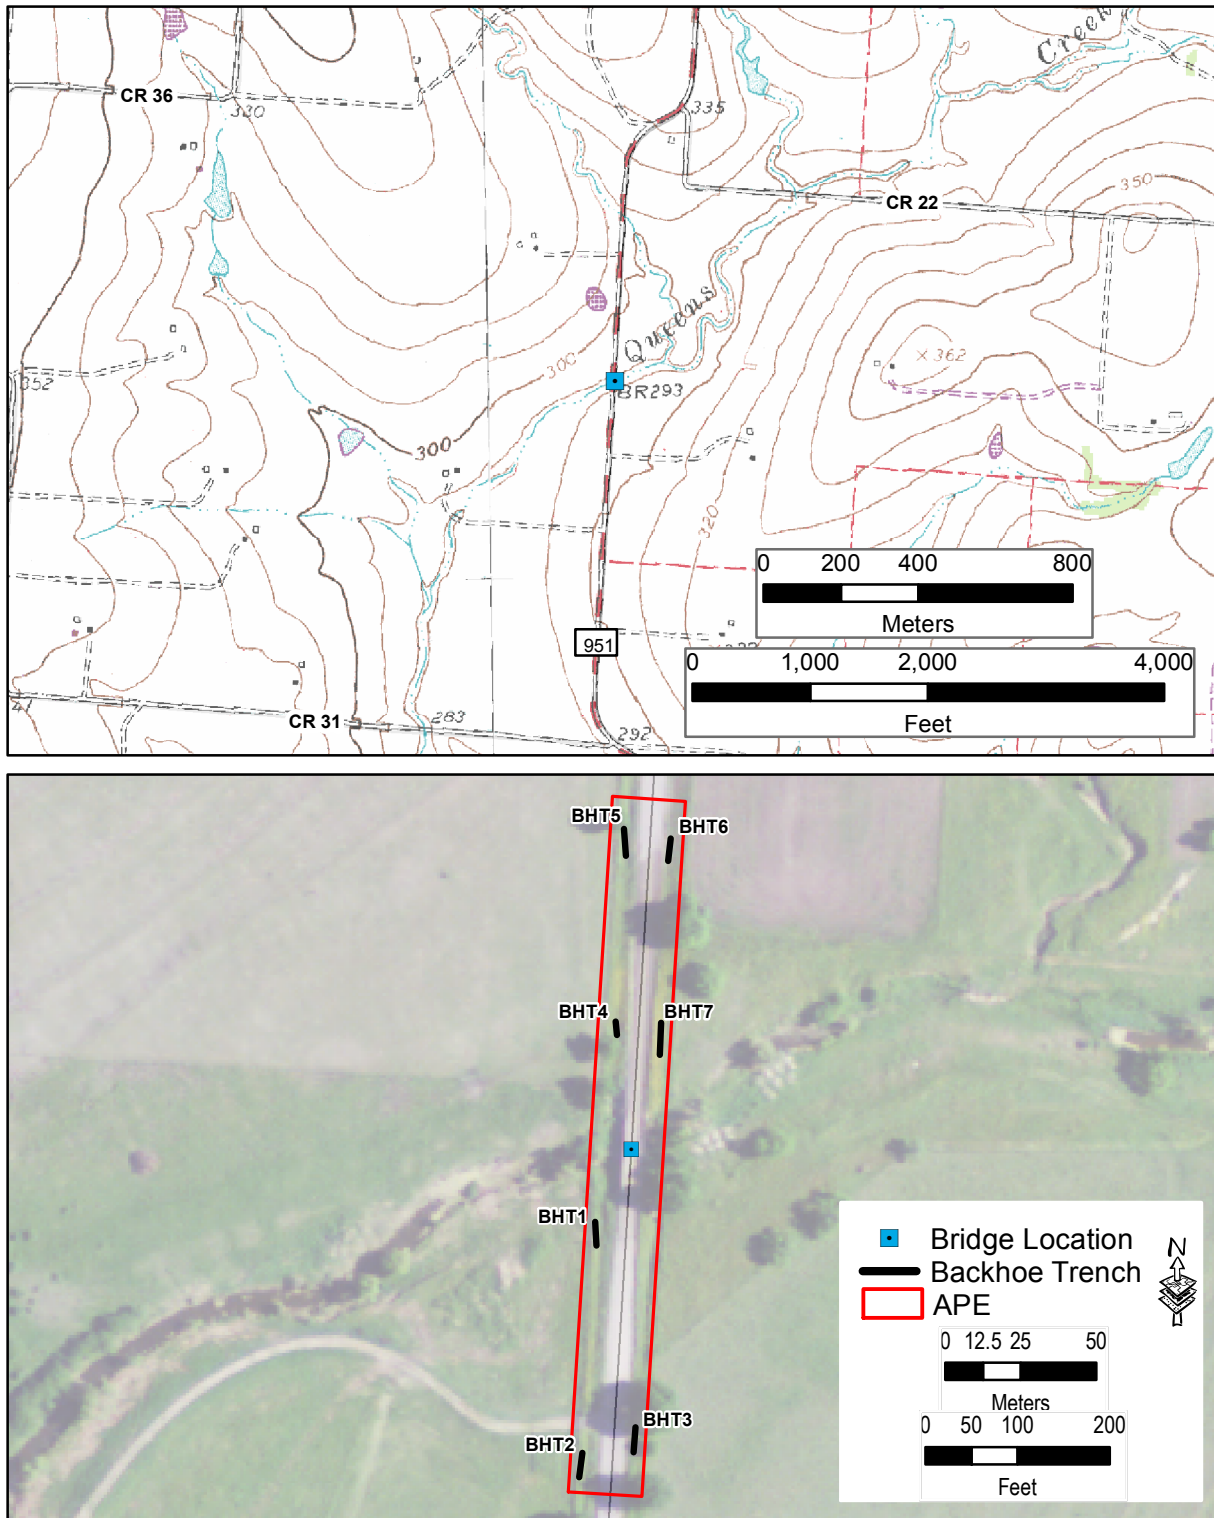 Creek
CR 36
330
335
350
CR 22
Queens
300
× 362
352
BR293
300
320
0 200 400 800
Meters
951
0 1,000 2,000 4,000
Feet
CR 31
283
292
BHT5
BHT6
BHT4
BHT7
BHT1
BHT3
BHT2
Bridge Location
N
Backhoe Trench
APE
0 12.5 25 50
Meters
0 50 100 200
Feet